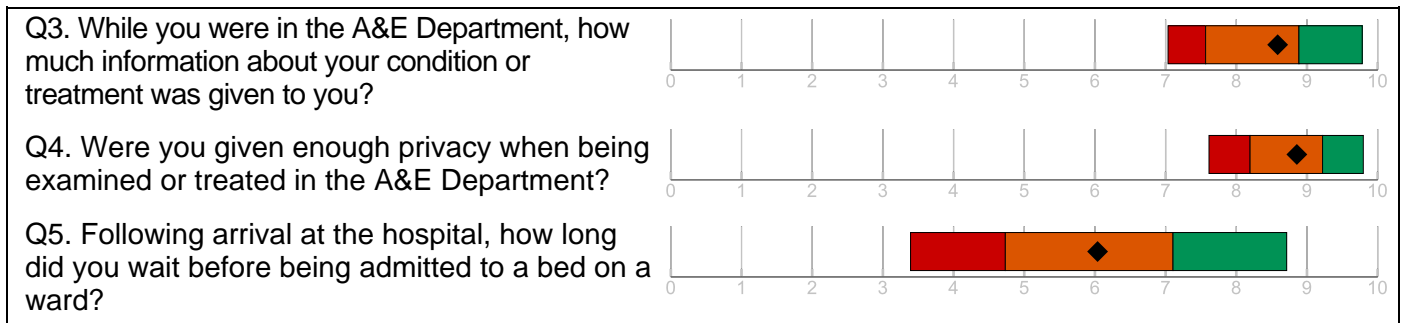 Q3. While you were in the A&E Department, how
much information about your condition or
treatment was given to you?
0 1 2 3 4 5 6 7 8 9 10
Q4. Were you given enough privacy when being
examined or treated in the A&E Department?
0 1 2 3 4 5 6 7 8 9 10
Q5. Following arrival at the hospital, how long
did you wait before being admitted to a bed on a
ward?
0 1 2 3 4 5 6 7 8 9 10